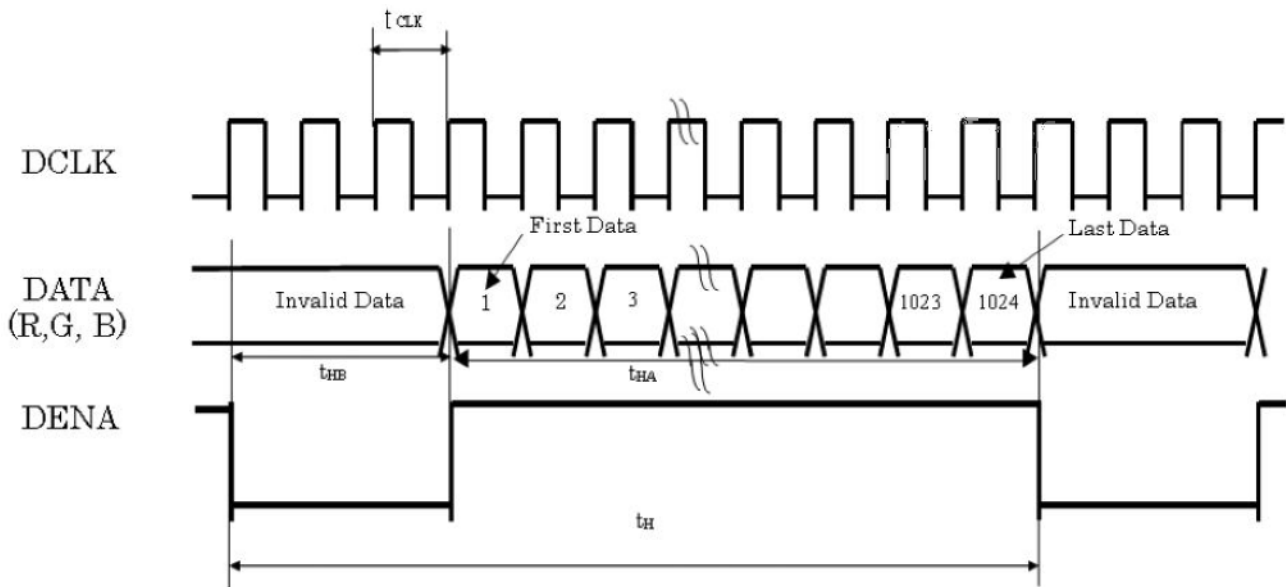 t CLK
DCLK
First Data
Last Data
DATA
(R,G, B)
Invalid Data
1
2
3
1023
1024
Invalid Data
tHB
tHA
DENA
tH